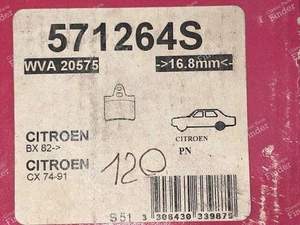 571264S
WVA 20575
->16.8mm<-
CITROEN
BX 82->
CITROEN
PN
CITROEN
CX 74-91
120
S51 3 306430 339875